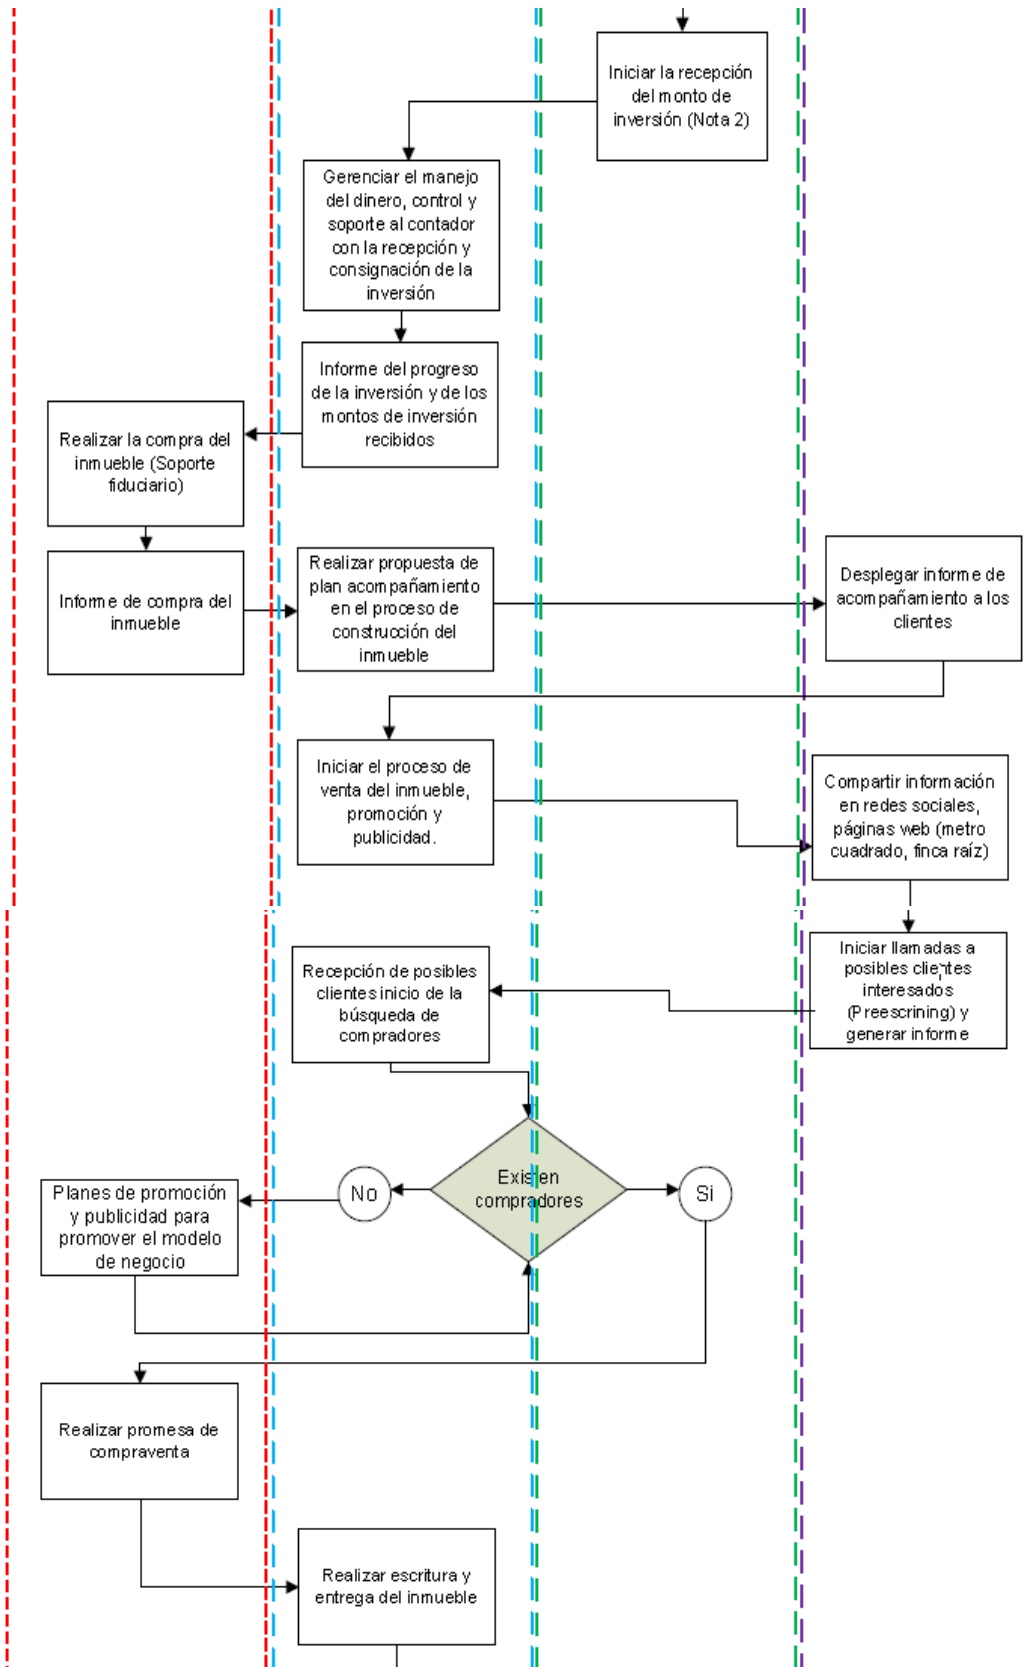 Iniciar la recepción
del monto de
inversión (Nota 2)
Gerenciar el manejo
del dinero, control y
soporte al contador
con la recepción y
consignación de la
inversión
Informe del progreso
de la inversión y de los
montos de inversión
recibidos
Realizar la compra del
inmueble (Soporte
fiduciario)
Informe de compra del
inmueble
Realizar propuesta de
plan acompañamiento
en el proceso de
construcción del
inmueble
Desplegar informe de
acompañamiento a los
clientes
Iniciar el proceso de
venta del inmueble,
promoción y
publicidad.
Compartir información
en redes sociales,
páginas web (metro
cuadrado, finca raíz)
Iniciar llamadas a
posibles clientes
interesados
(Preescrining) y
generar informe
Recepción de posibles
clientes inicio de la
búsqueda de
compradores
Existen
compradores
No
Si
Planes de promoción
y publicidad para
promover el modelo
de negocio
Realizar promesa de
compraventa
Realizar escritura y
entrega del inmueble